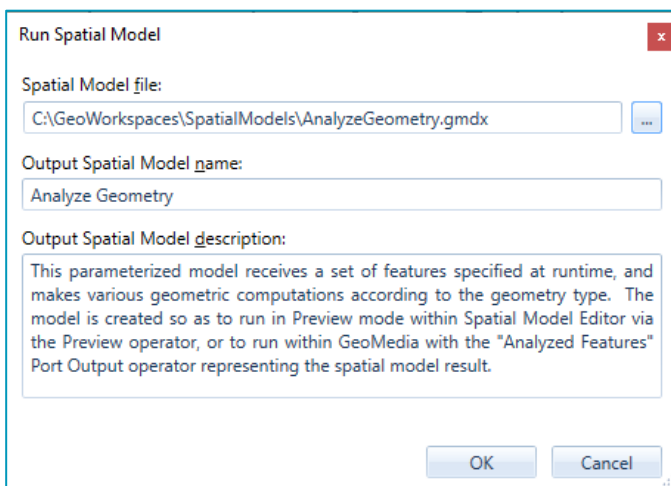 Run Spatial Model
x
Spatial Model file:
C:\GeoWorkspaces\SpatialModels\AnalyzeGeometry.gmdx
...
Output Spatial Model name:
Analyze Geometry
Output Spatial Model description:
This parameterized model receives a set of features specified at runtime, and
makes various geometric computations according to the geometry type. The
model is created so as to run in Preview mode within Spatial Model Editor via
the Preview operator, or to run within GeoMedia with the "Analyzed Features"
Port Output operator representing the spatial model result.
OK
Cancel